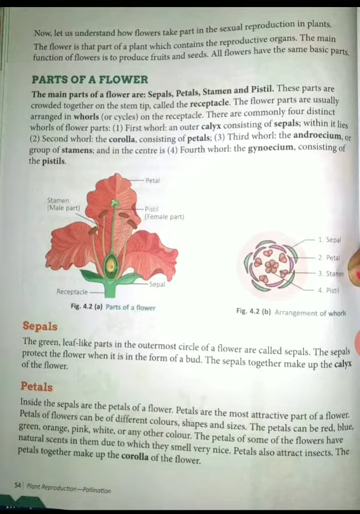 Now, let us understand how flowers take part in the sexual reproduction in plants.
The flower is that part of a plant which contains the reproductive organs. The main
function of flowers is to produce fruits and seeds. All flowers have the same basic parts.
PARTS OF A FLOWER
The main parts of a flower are: Sepals, Petals, Stamen and Pistil. These parts are
crowded together on the stem tip, called the receptacle. The flower parts are usually
arranged in whorls (or cycles) on the receptacle. There are commonly four distinct
whorls of flower parts: (1) First whorl: an outer calyx consisting of sepals; within it lies
(2) Second whorl: the corolla, consisting of petals; (3) Third whorl: the androecium, or
group of stamens; and in the centre is (4) Fourth whorl: the gynoecium, consisting of
the pistils.
Petal
Stamen
(Male part)
Pistil
(Female part)
Sepal
Receptacle
Fig. 4.2 (a) Parts of a flower
1. Sepal
2. Petal
3. Stamen
4. Pistil
Fig. 4.2 (b) Arrangement of whorls
Sepals
The green, leaf-like parts in the outermost circle of a flower are called sepals. The sepals
protect the flower when it is in the form of a bud. The sepals together make up the calyx
of the flower.
Petals
Inside the sepals are the petals of a flower. Petals are the most attractive part of a flower.
Petals of flowers can be of different colours, shapes and sizes. The petals can be red, blue,
green, orange, pink, white, or any other colour. The petals of some of the flowers have
natural scents in them due to which they smell very nice. Petals also attract insects. The
petals together make up the corolla of the flower.
54 Plant Reproduction—Pollination